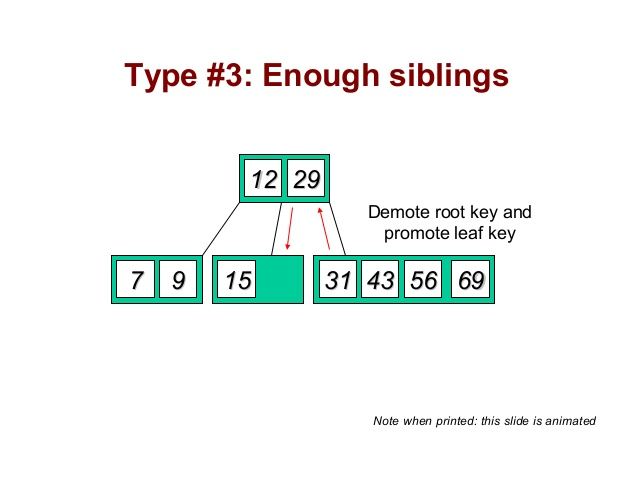 Type #3: Enough siblings
12 29
Demote root key and
promote leaf key
7 9 15 31 43 56 69
Note when printed: this slide is animated